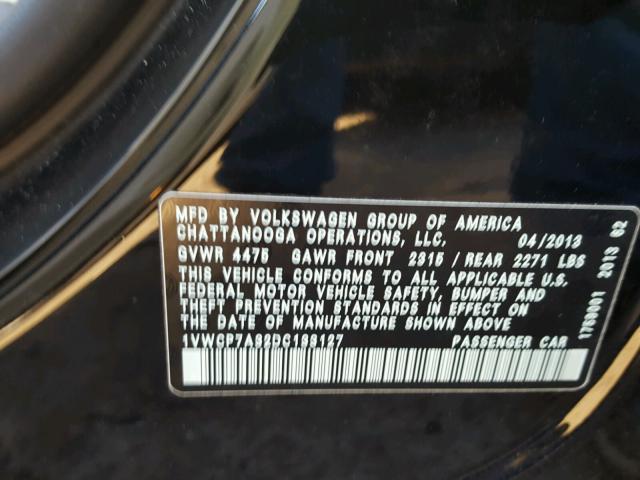 MFD BY VOLKSWAGEN GROUP OF AMERICA
CHATTANOOGA OPERATIONS, LLC. 04/2013
GVWR 4475 GAWR FRONT 2315 / REAR 2271 LBS
THIS VEHICLE CONFORMS TO ALL APPLICABLE U.S.
FEDERAL MOTOR VEHICLE SAFETY, BUMPER AND
THEFT PREVENTION STANDARDS IN EFFECT ON
THE DATE OF MANUFACTURE SHOWN ABOVE
1VWCP7A32DC133127 PASSENGER CAR
2013